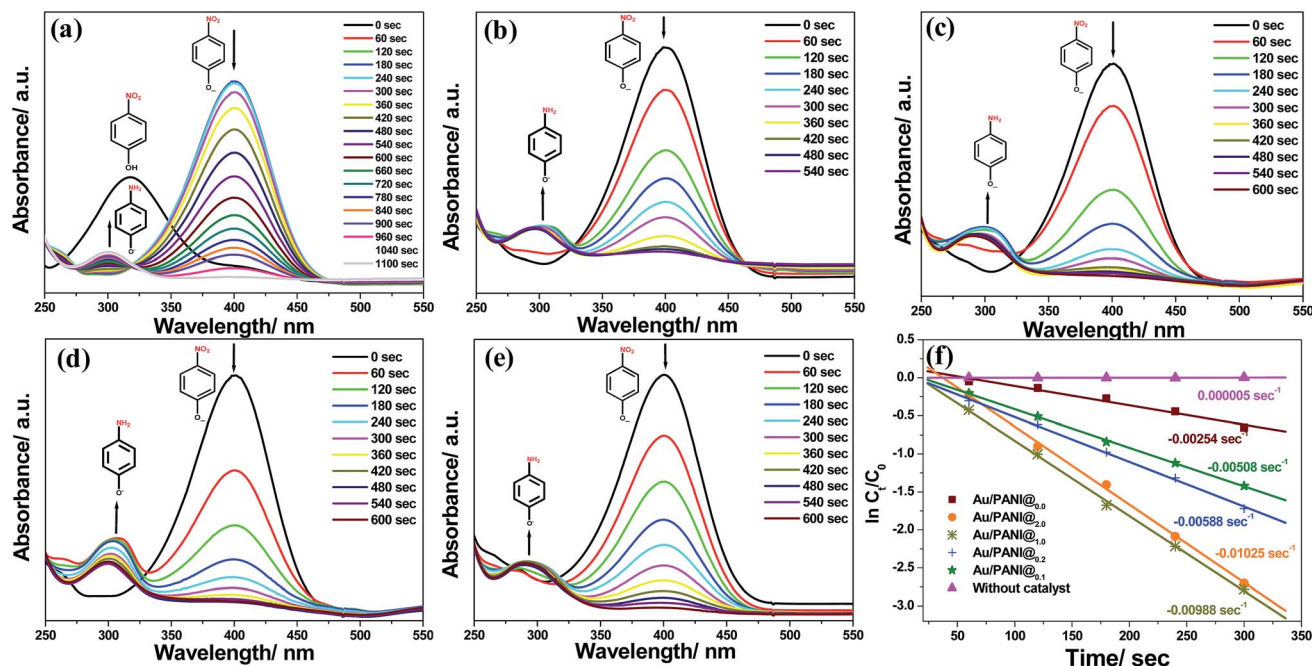 (a)
NO₂
O₋
NO₂
OH
NH₂
O⁻
0 sec
60 sec
120 sec
180 sec
240 sec
300 sec
360 sec
420 sec
480 sec
540 sec
600 sec
660 sec
720 sec
780 sec
840 sec
900 sec
960 sec
1040 sec
1100 sec
Absorbance/ a.u.
250 300 350 400 450 500 550
Wavelength/ nm
(b)
NO₂
O₋
NH₂
O⁻
0 sec
60 sec
120 sec
180 sec
240 sec
300 sec
360 sec
420 sec
480 sec
540 sec
Absorbance/ a.u.
250 300 350 400 450 500 550
Wavelength/ nm
(c)
NO₂
O₋
NH₂
O₋
0 sec
60 sec
120 sec
180 sec
240 sec
300 sec
360 sec
420 sec
480 sec
540 sec
600 sec
Absorbance/ a.u.
250 300 350 400 450 500 550
Wavelength/ nm
(d)
NO₂
O₋
NH₂
O⁻
0 sec
60 sec
120 sec
180 sec
240 sec
300 sec
360 sec
420 sec
480 sec
540 sec
600 sec
Absorbance/ a.u.
250 300 350 400 450 500 550
Wavelength/ nm
(e)
NO₂
O₋
NH₂
O⁻
0 sec
60 sec
120 sec
180 sec
240 sec
300 sec
360 sec
420 sec
480 sec
540 sec
600 sec
Absorbance/ a.u.
250 300 350 400 450 500 550
Wavelength/ nm
(f)
0.5
0.0
-0.5
-1.0
-1.5
-2.0
-2.5
-3.0
ln Cₜ/C₀
0.000005 sec⁻¹
-0.00254 sec⁻¹
-0.00508 sec⁻¹
-0.00588 sec⁻¹
-0.01025 sec⁻¹
-0.00988 sec⁻¹
Au/PANI@₀.₀
Au/PANI@₂.₀
Au/PANI@₁.₀
Au/PANI@₀.₂
Au/PANI@₀.₁
Without catalyst
50 100 150 200 250 300 350
Time/ sec